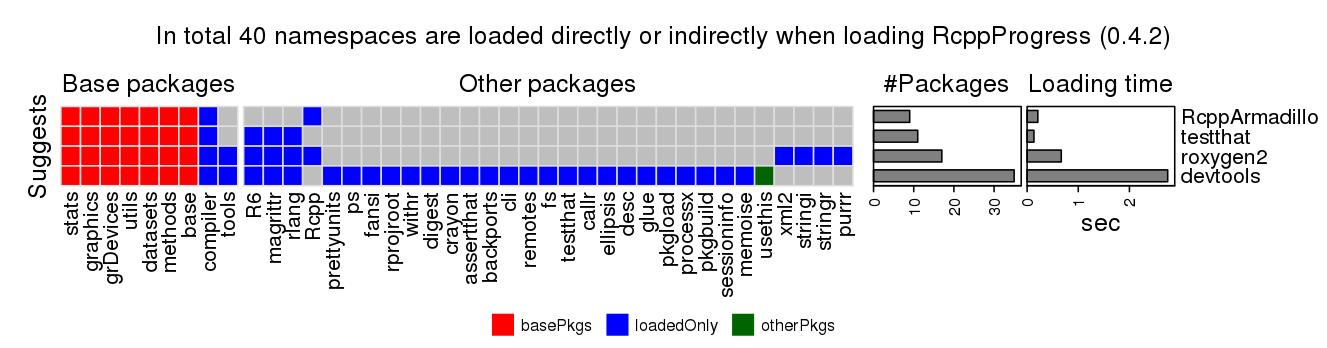 In total 40 namespaces are loaded directly or indirectly when loading RcppProgress (0.4.2)
Base packages
Other packages
#Packages
Loading time
Suggests
RcppArmadillo
testthat
roxygen2
devtools
stats
graphics
grDevices
utils
datasets
methods
base
compiler
tools
R6
magrittr
rlang
Rcpp
prettyunits
ps
fansi
rprojroot
withr
digest
crayon
assertthat
backports
cli
remotes
fs
testthat
callr
ellipsis
desc
glue
pkgload
processx
pkgbuild
sessioninfo
memoise
usethis
xml2
stringi
stringr
purrr
0 10 20 30
0 1 2
sec
basePkgs loadedOnly otherPkgs